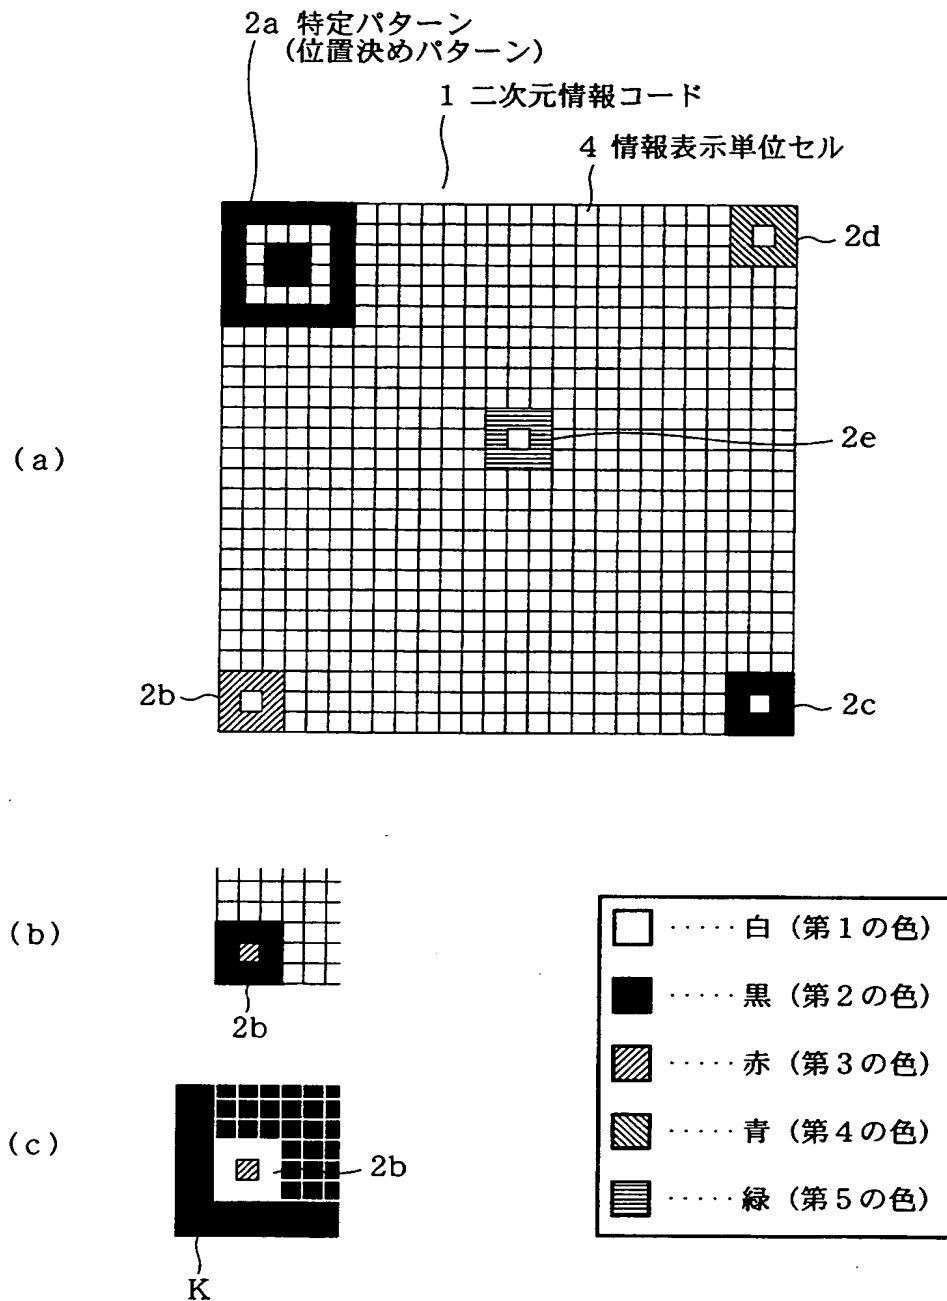 2a 特定パターン
(位置決めパターン)
1 二次元情報コード
4 情報表示単位セル
2d
2e
(a)
2b
2c
(b)
2b
(c)
2b
K
····· 白 (第1の色)
····· 黒 (第2の色)
····· 赤 (第3の色)
····· 青 (第4の色)
····· 緑 (第5の色)